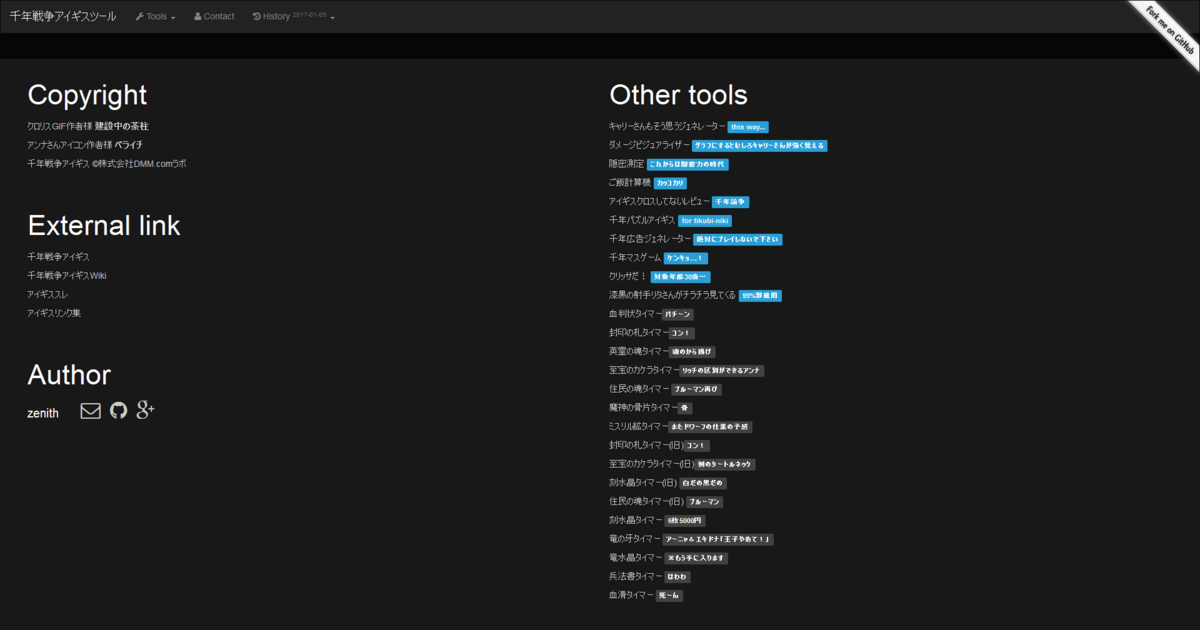 千年戦争アイギスツール Tools Contact History 2017-01-05
Fork me on GitHub
Copyright
クロリスGIF作者様 建設中の茶柱
アンナさんアイコン作者様 ペライチ
千年戦争アイギス ©株式会社DMM.comラボ
External link
千年戦争アイギス
千年戦争アイギスWiki
アイギススレ
アイギスリンク集
Author
zenith
Other tools
キャリーさんもそう思うジェネレーター this way...
ダメージビジュアライザー グラフにするとむしろキャリーさんが強く見える
隠密測定 これからは隠密力の時代
ご飯計算機 カッコカリ
アイギスクロスしてないレビュー 千年論争
千年パズルアイギス for tikubi-niki
千年広告ジェネレーター 絶対にプレイしないで下さい
千年マスゲーム ケンキョ...！
クリッサだ！ 対象年齢30歳～
漆黒の射手リタさんがチラチラ見てくる 99%野鹿用
血判状タイマー パチーン
封印の札タイマー コン！
英霊の魂タイマー 魂のから揚げ
至宝のカケラタイマー リッチの区別ができるアンナ
住民の魂タイマー ブルーマン再び
魔神の骨片タイマー 骨
ミスリル鉱タイマー またドワーフの仕業の予感
封印の札タイマー(旧) コン！
至宝のカケラタイマー(旧) 例のタートルネック
刻水晶タイマー(旧) 白だの黒だの
住民の魂タイマー(旧) ブルーマン
刻水晶タイマー 6枚5000円
竜の牙タイマー アーニャルエキドナ「王子やめて！」
竜水晶タイマー ※もう手に入ります
兵法書タイマー はわわ
血清タイマー 死～ん